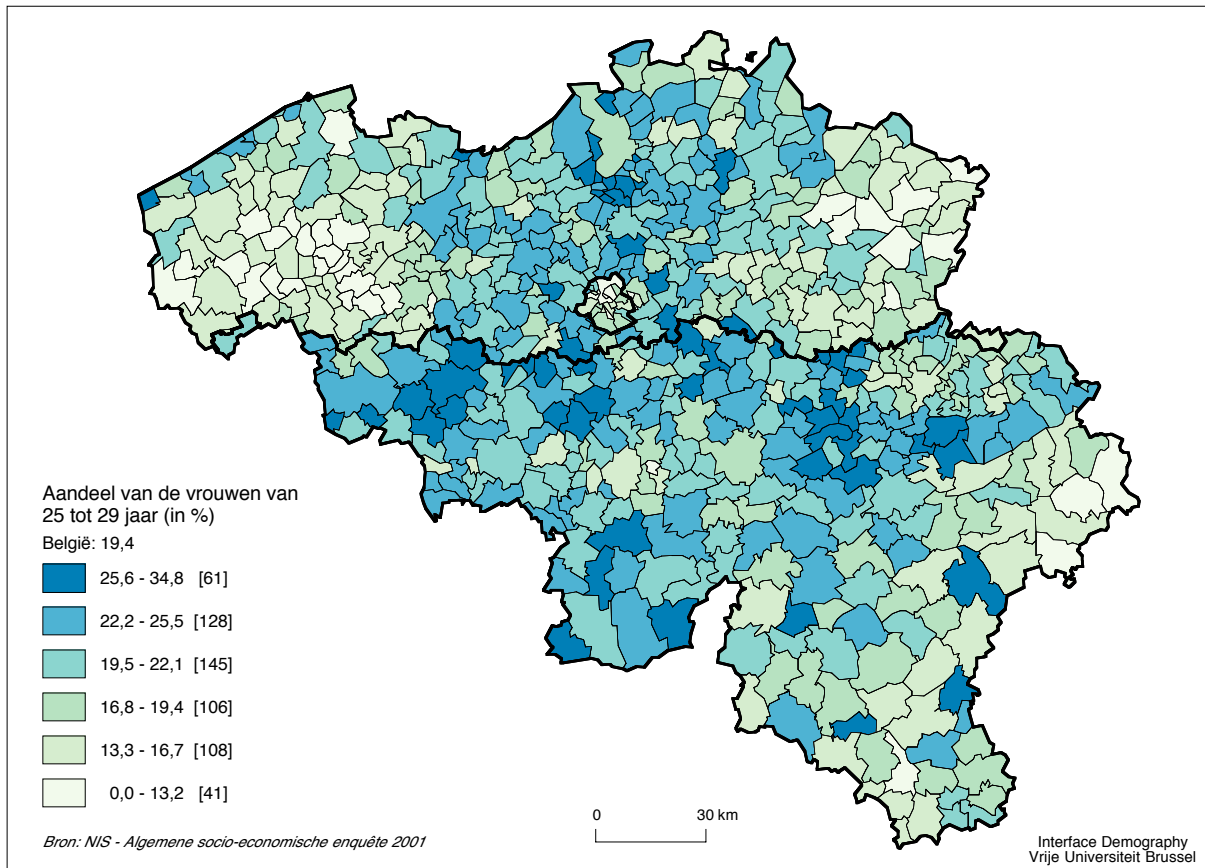 Aandeel van de vrouwen van
25 tot 29 jaar (in %)
België: 19,4
25,6 - 34,8 [61]
22,2 - 25,5 [128]
19,5 - 22,1 [145]
16,8 - 19,4 [106]
13,3 - 16,7 [108]
0,0 - 13,2 [41]
0 30 km
Bron: NIS - Algemene socio-economische enquête 2001
Interface Demography
Vrije Universiteit Brussel